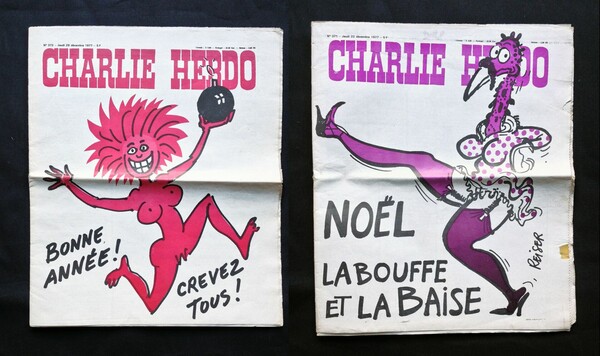 CHARLIE HEBDO
BONNE
ANNÉE!
CREVEZ
TOUS!
CHARLIE HEBDO
NOËL
LA BOUFFE
ET LA BAISE
REISER